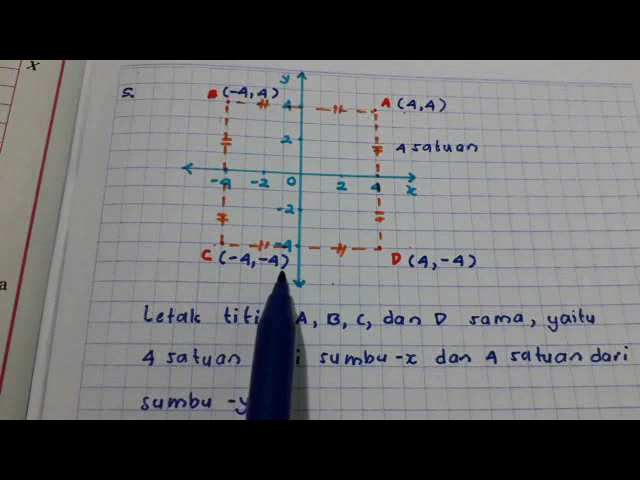 x
a
5.
B (-4,4)
y
A (4,4)
4
2
4 satuan
-4 -2 0 2 4 x
-2
-4
C (-4,-4)
D (4,-4)
Letak A, B, C, dan D sama, yaitu
4 satuan sumbu-x dan 4 satuan dari
sumbu -y